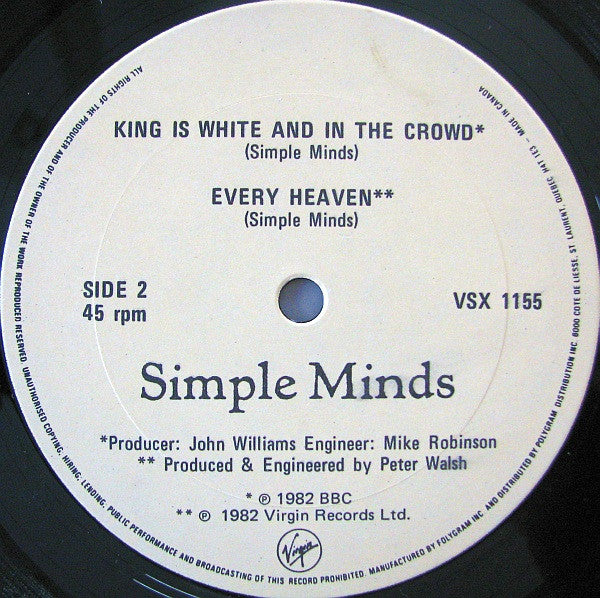 KING IS WHITE AND IN THE CROWD*
(Simple Minds)
EVERY HEAVEN**
(Simple Minds)
SIDE 2
45 rpm
VSX 1155
Simple Minds
*Producer: John Williams Engineer: Mike Robinson
** Produced & Engineered by Peter Walsh
* ℗ 1982 BBC
** ℗ 1982 Virgin Records Ltd.
Virgin
ALL RIGHTS OF THE PRODUCER AND OF THE OWNER OF THE WORK REPRODUCED RESERVED. UNAUTHORISED COPYING, HIRING, LENDING, PUBLIC PERFORMANCE AND BROADCASTING OF THIS RECORD PROHIBITED. MANUFACTURED BY POLYGRAM INC. AND DISTRIBUTED BY POLYGRAM DISTRIBUTION INC. 6000 COTE DE LIESSE, ST LAURENT, QUEBEC H4T 1E3 – MADE IN CANADA